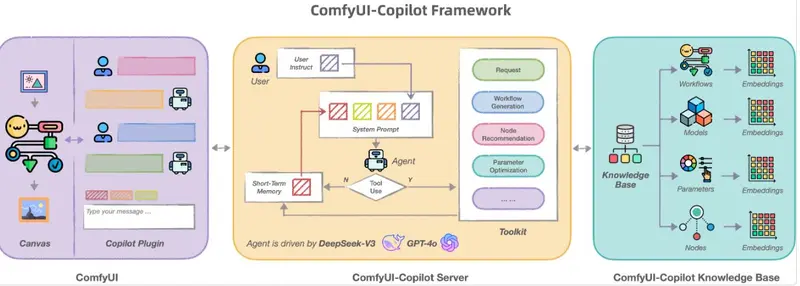 ComfyUI-Copilot Framework
Type your message ...
Canvas
Copilot Plugin
ComfyUI
User
User
Instruct
System Prompt
Agent
Short-Term
Memory
N
Tool
Use
Y
Agent is driven by DeepSeek-V3 GPT-4o
Request
Workflow
Generation
Node
Recommendation
Parameter
Optimization
... ...
Toolkit
ComfyUI-Copilot Server
Knowledge
Base
Workflows
Embeddings
Models
Embeddings
Parameters
Embeddings
Nodes
Embeddings
ComfyUI-Copilot Knowledge Base